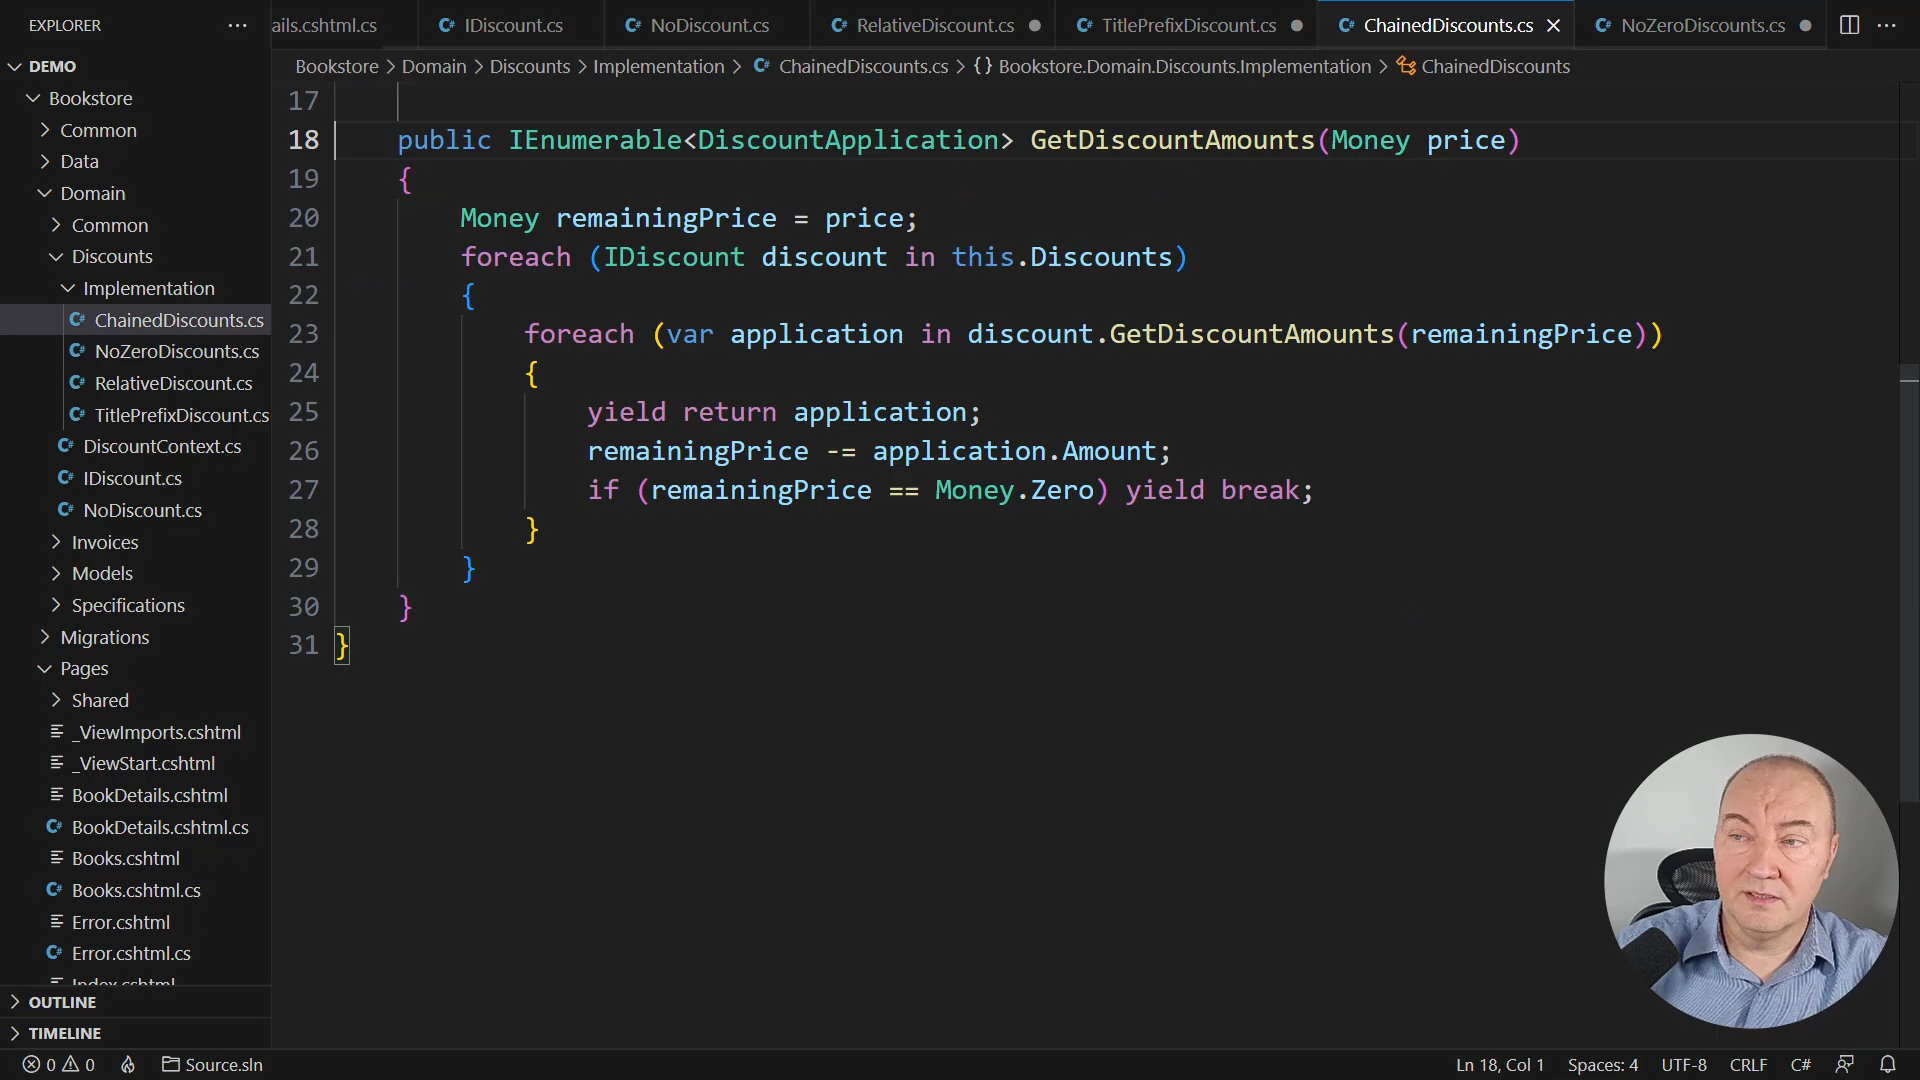 EXPLORER
ails.cshtml.cs
IDiscount.cs
NoDiscount.cs
RelativeDiscount.cs
TitlePrefixDiscount.cs
ChainedDiscounts.cs
NoZeroDiscounts.cs
Bookstore > Domain > Discounts > Implementation > ChainedDiscounts.cs > {} Bookstore.Domain.Discounts.Implementation > ChainedDiscounts
DEMO
Bookstore
Common
Data
Domain
Common
Discounts
Implementation
ChainedDiscounts.cs
NoZeroDiscounts.cs
RelativeDiscount.cs
TitlePrefixDiscount.cs
DiscountContext.cs
IDiscount.cs
NoDiscount.cs
Invoices
Models
Specifications
Migrations
Pages
Shared
_ViewImports.cshtml
_ViewStart.cshtml
BookDetails.cshtml
BookDetails.cshtml.cs
Books.cshtml
Books.cshtml.cs
Error.cshtml
Error.cshtml.cs
Index.cshtml
OUTLINE
TIMELINE
17
18 public IEnumerable<DiscountApplication> GetDiscountAmounts(Money price)
19 {
20 Money remainingPrice = price;
21 foreach (IDiscount discount in this.Discounts)
22 {
23 foreach (var application in discount.GetDiscountAmounts(remainingPrice))
24 {
25 yield return application;
26 remainingPrice -= application.Amount;
27 if (remainingPrice == Money.Zero) yield break;
28 }
29 }
30 }
31 }
0 0 Source.sln
Ln 18, Col 1 Spaces: 4 UTF-8 CRLF C#